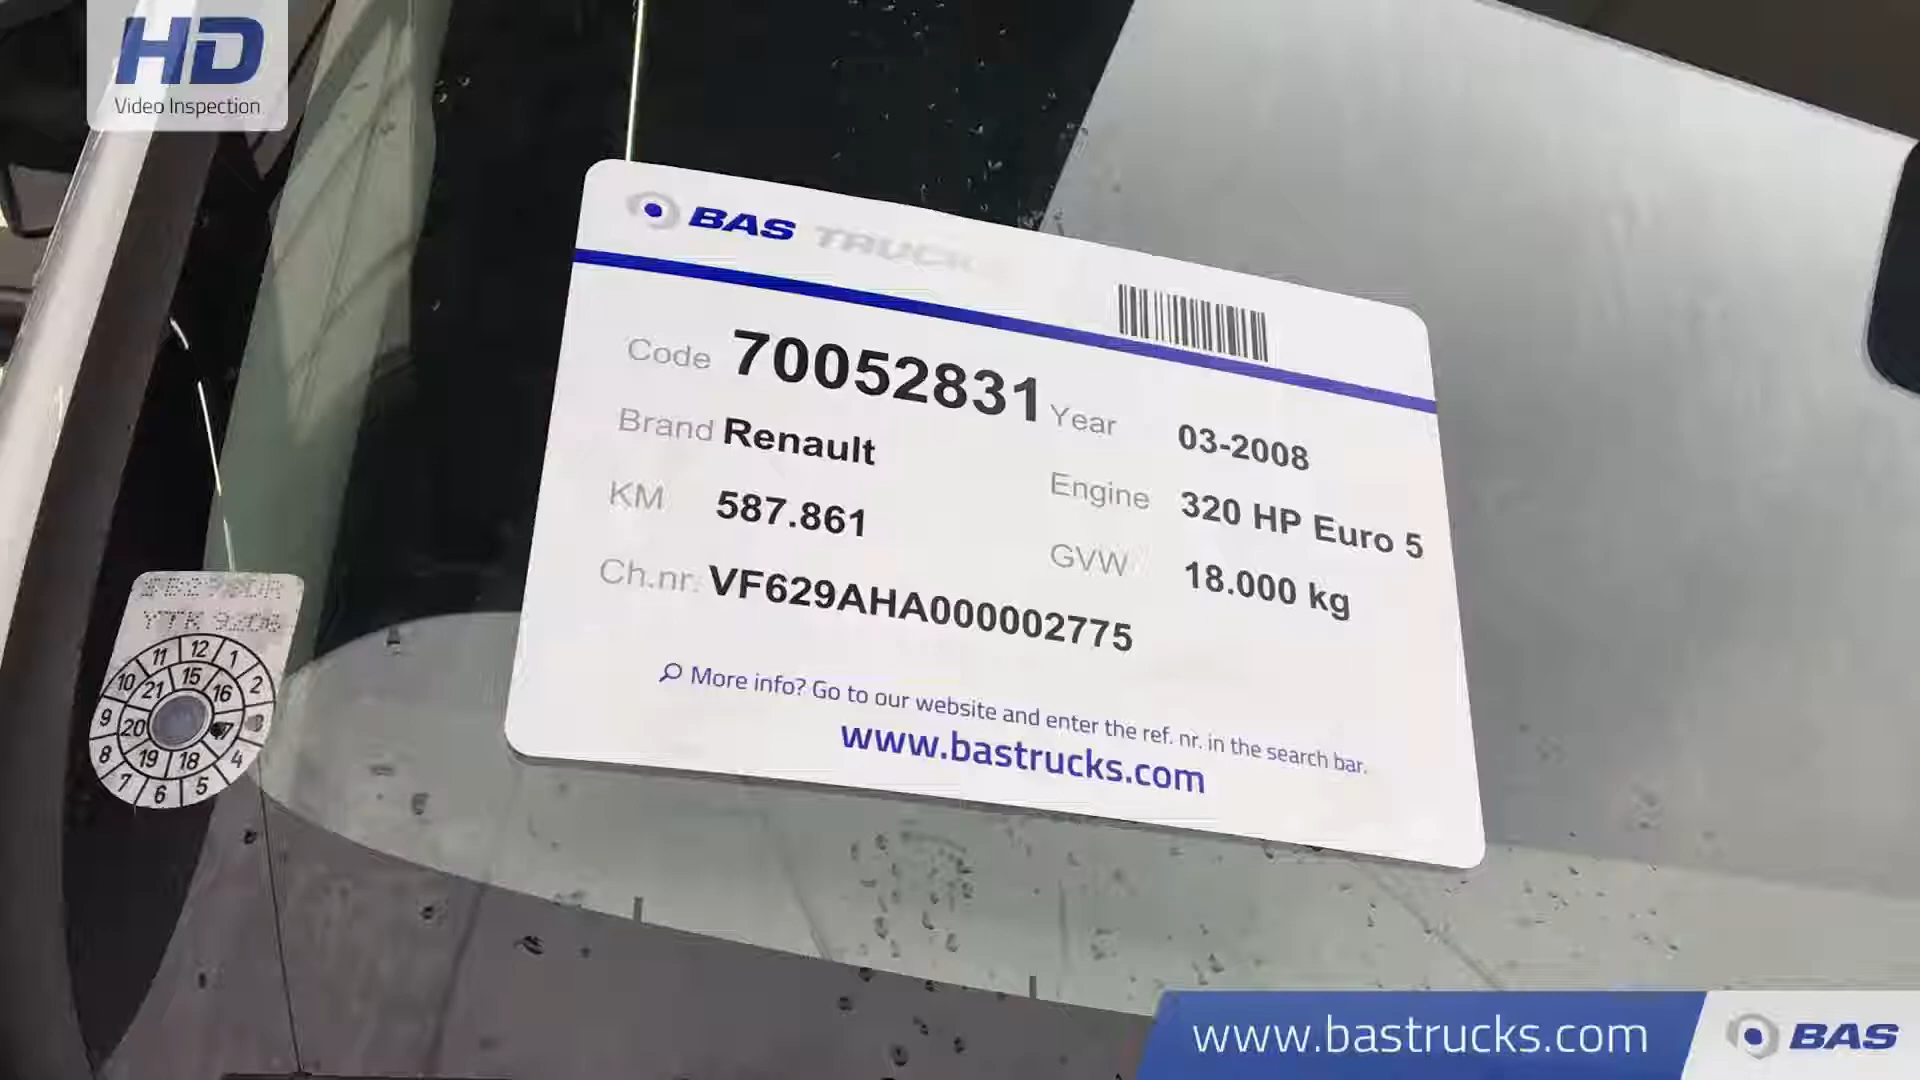 HD
Video Inspection
BAS TRUCKS
Code 70052831
Year 03-2008
Brand Renault
Engine 320 HP Euro 5
KM 587.861
GVW 18.000 kg
Ch.nr. VF629AHA000002775
More info? Go to our website and enter the ref. nr. in the search bar.
www.bastrucks.com
12 1 2 4 5 6 7 8 9 10 11
15 16 18 19 20 21
www.bastrucks.com
BAS